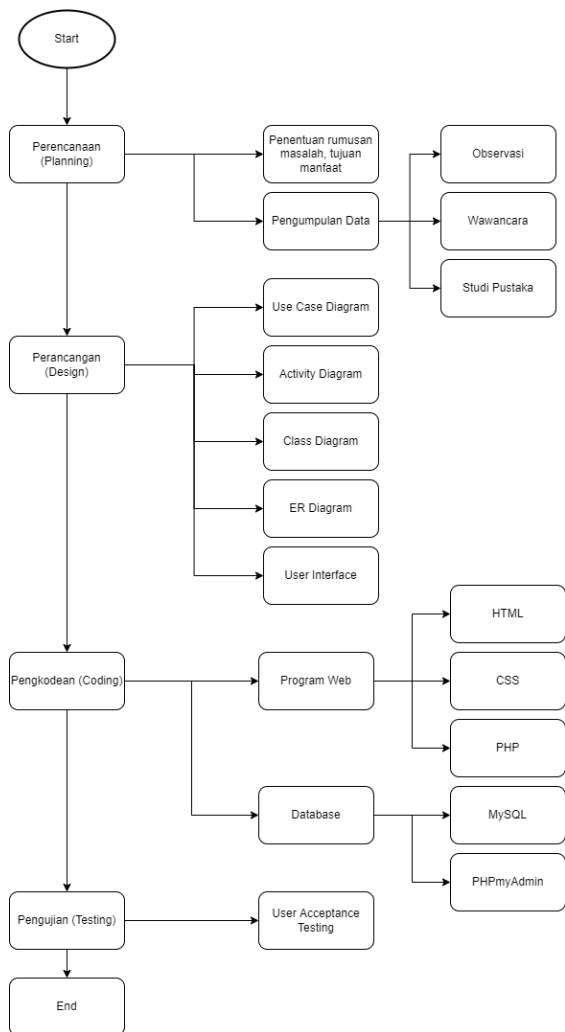 Start
Perencanaan
(Planning)
Penentuan rumusan
masalah, tujuan
manfaat
Observasi
Pengumpulan Data
Wawancara
Studi Pustaka
Use Case Diagram
Perancangan
(Design)
Activity Diagram
Class Diagram
ER Diagram
User Interface
HTML
Pengkodean (Coding)
Program Web
CSS
PHP
Database
MySQL
PHPmyAdmin
Pengujian (Testing)
User Acceptance
Testing
End